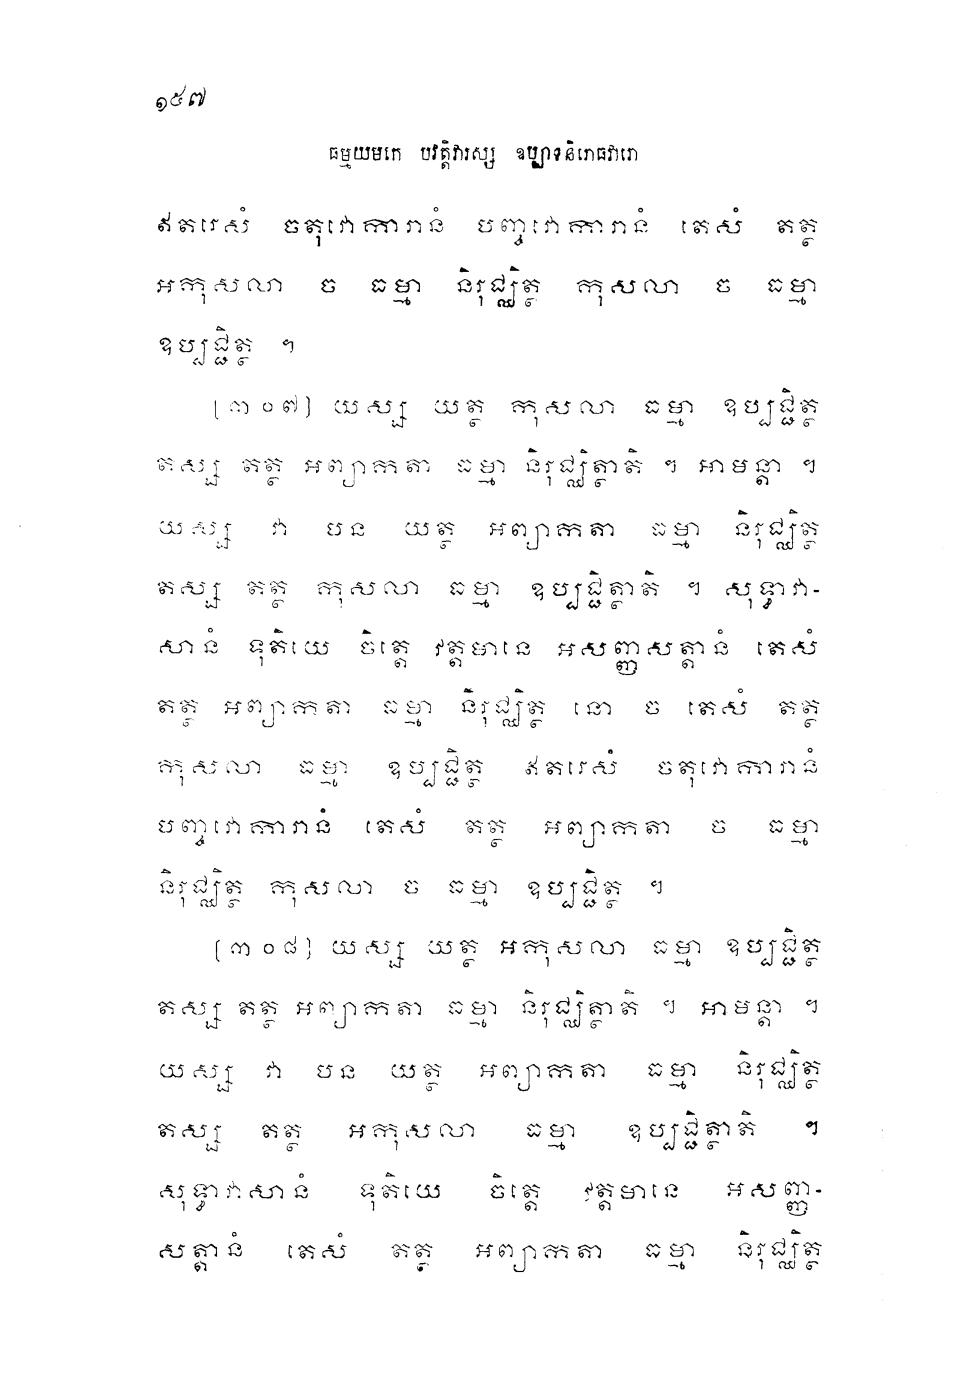 ១៥៧
ធម្មយមកេ បវត្តិវារស្ស ឧប្បាទនិរោធវារោ
ឥតរេសំ ចតុវោការានំ បញ្ចវោការានំ តេសំ តត្ថ
អកុសលា ច ធម្មា និរុជ្ឈិត្ថ កុសលា ច ធម្មា
ឧប្បជ្ជិត្ថ ។
[៣០៧] យស្ស យត្ថ កុសលា ធម្មា ឧប្បជ្ជិត្ថ
តស្ស តត្ថ អព្យាកតា ធម្មា និរុជ្ឈិត្ថាតិ ។ អាមន្តា ។
យស្ស វា បន យត្ថ អព្យាកតា ធម្មា និរុជ្ឈិត្ថ
តស្ស តត្ថ កុសលា ធម្មា ឧប្បជ្ជិត្ថាតិ ។ សុទ្ធាវា-
សានំ ទុតិយេ ចិត្តេ វត្តមានេ អសញ្ញសត្តានំ តេសំ
តត្ថ អព្យាកតា ធម្មា និរុជ្ឈិត្ថ នោ ច តេសំ តត្ថ
កុសលា ធម្មា ឧប្បជ្ជិត្ថ ឥតរេសំ ចតុវោការានំ
បញ្ចវោការានំ តេសំ តត្ថ អព្យាកតា ច ធម្មា
និរុជ្ឈិត្ថ កុសលា ច ធម្មា ឧប្បជ្ជិត្ថ ។
[៣០៨] យស្ស យត្ថ អកុសលា ធម្មា ឧប្បជ្ជិត្ថ
តស្ស តត្ថ អព្យាកតា ធម្មា និរុជ្ឈិត្ថាតិ ។ អាមន្តា ។
យស្ស វា បន យត្ថ អព្យាកតា ធម្មា និរុជ្ឈិត្ថ
តស្ស តត្ថ អកុសលា ធម្មា ឧប្បជ្ជិត្ថាតិ ។
សុទ្ធាវាសានំ ទុតិយេ ចិត្តេ វត្តមានេ អសញ្ញ-
សត្តានំ តេសំ តត្ថ អព្យាកតា ធម្មា និរុជ្ឈិត្ថ